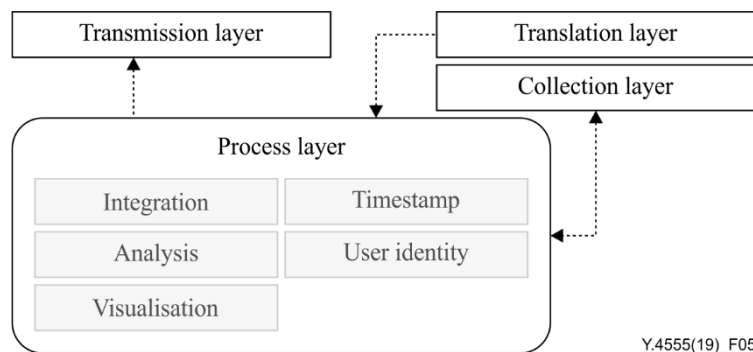 Transmission layer
Translation layer
Collection layer
Process layer
Integration
Timestamp
Analysis
User identity
Visualisation
Y.4555(19)_F05